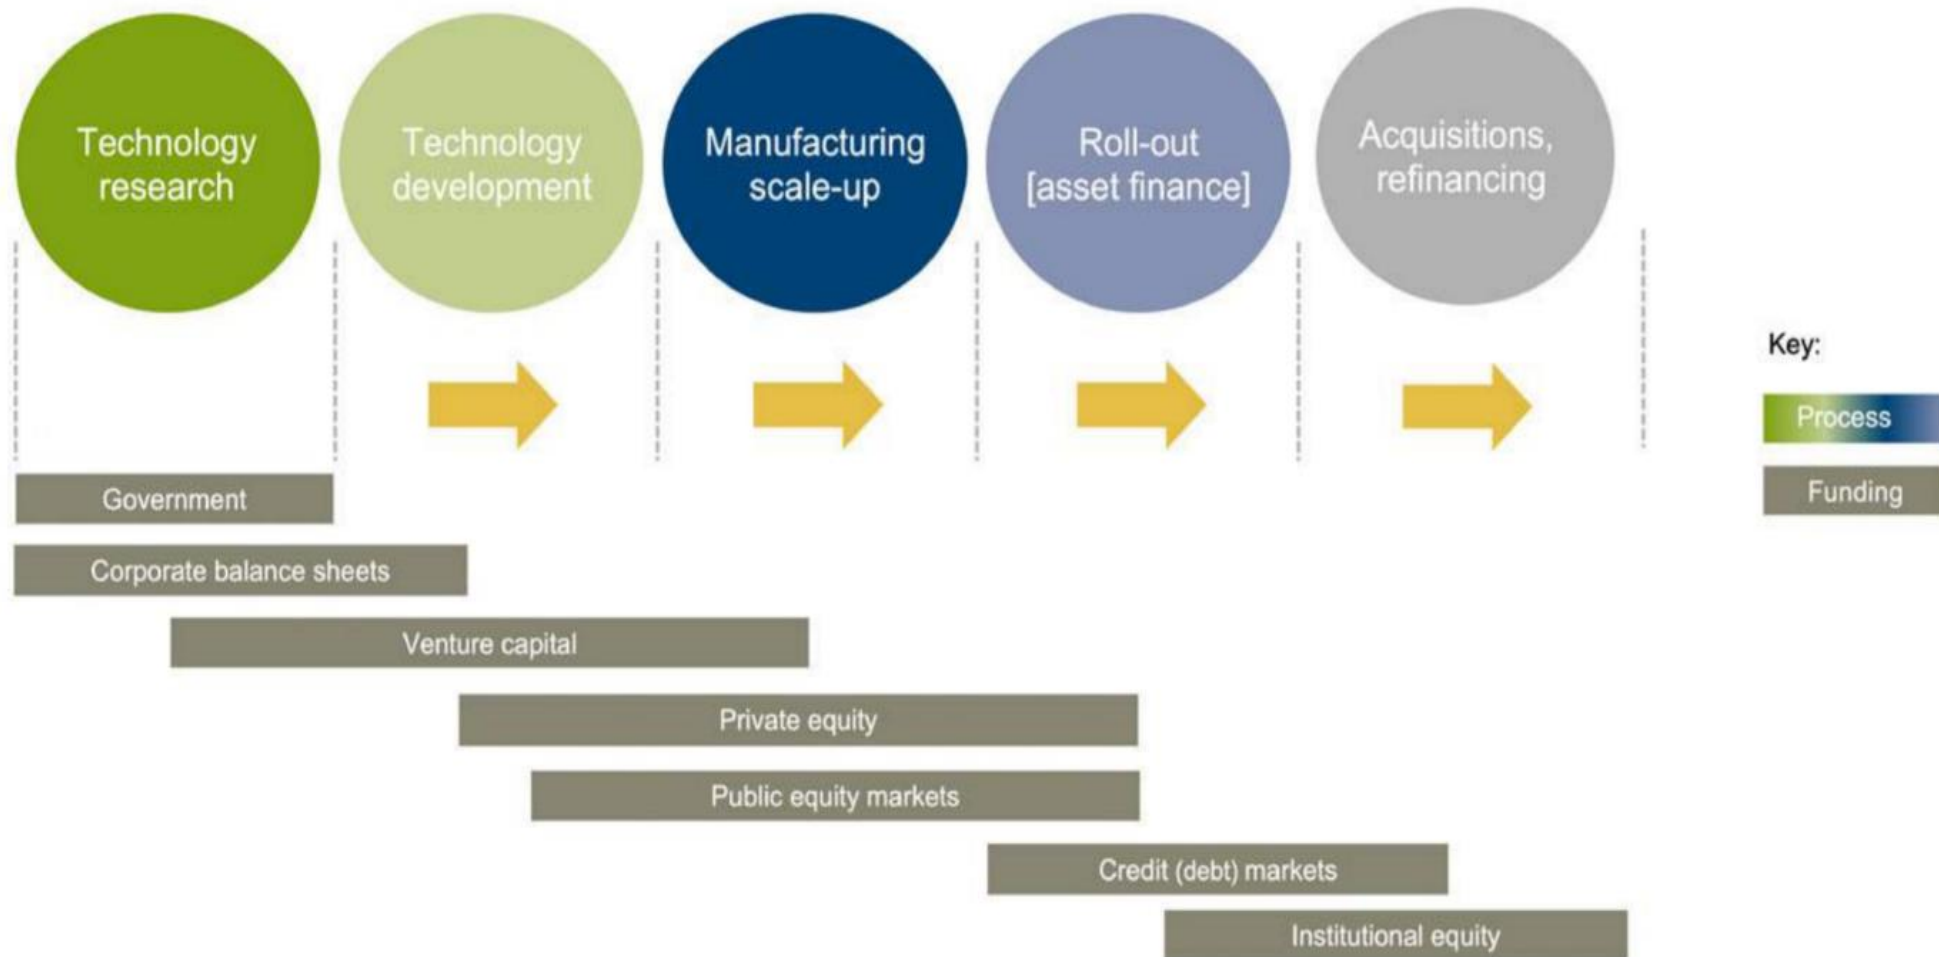 Technology
research
Technology
development
Manufacturing
scale-up
Roll-out
[asset finance]
Acquisitions,
refinancing
Key:
Process
Funding
Government
Corporate balance sheets
Venture capital
Private equity
Public equity markets
Credit (debt) markets
Institutional equity